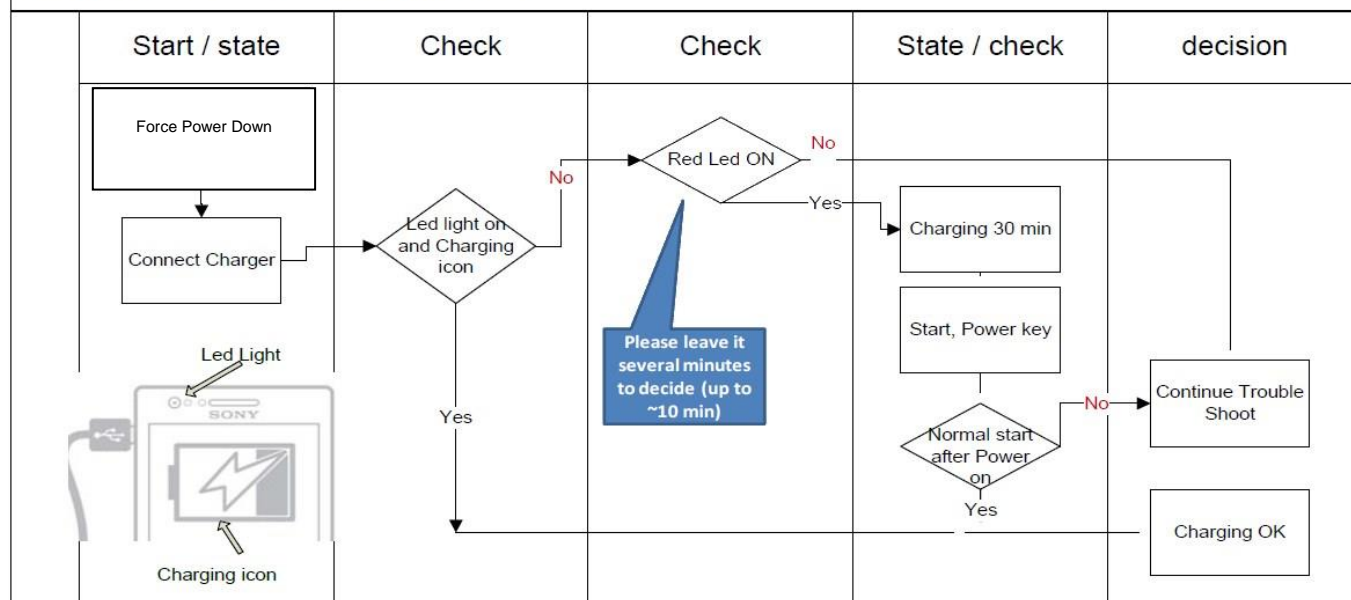 Start / state
Check
Check
State / check
decision
Force Power Down
Connect Charger
Led light on
and Charging
icon
No
Yes
Red Led ON
No
Yes
Please leave it
several minutes
to decide (up to
~10 min)
Charging 30 min
Start, Power key
Normal start
after Power
on
No
Yes
Continue Trouble
Shoot
Charging OK
Led Light
SONY
Charging icon